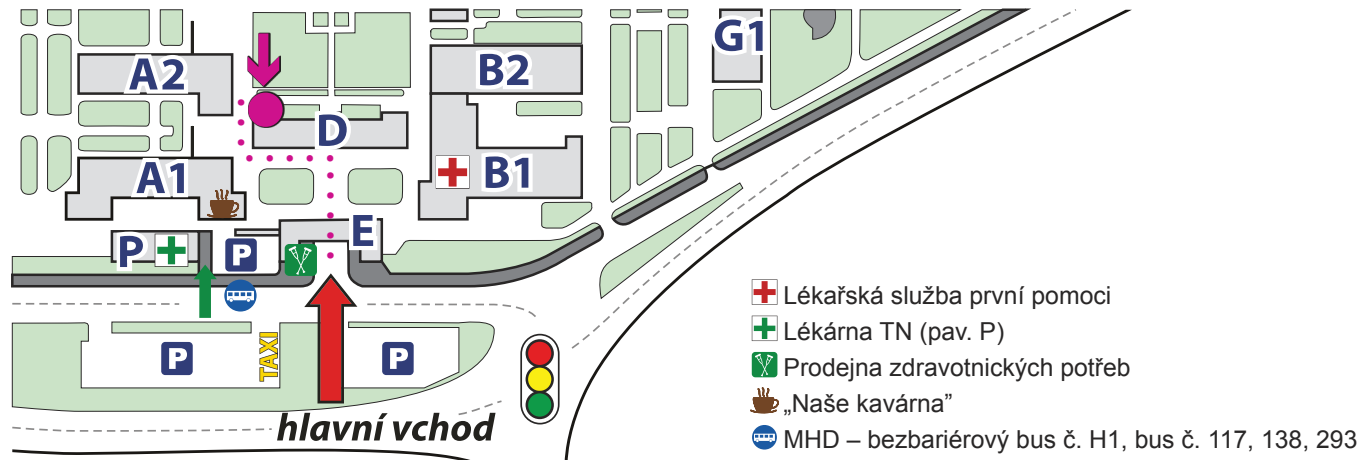 G1
A2
B2
D
A1
B1
E
P
P
TAXI
P
P
hlavní vchod
Lékařská služba první pomoci
Lékárna TN (pav. P)
Prodejna zdravotnických potřeb
„Naše kavárna”
MHD – bezbariérový bus č. H1, bus č. 117, 138, 293